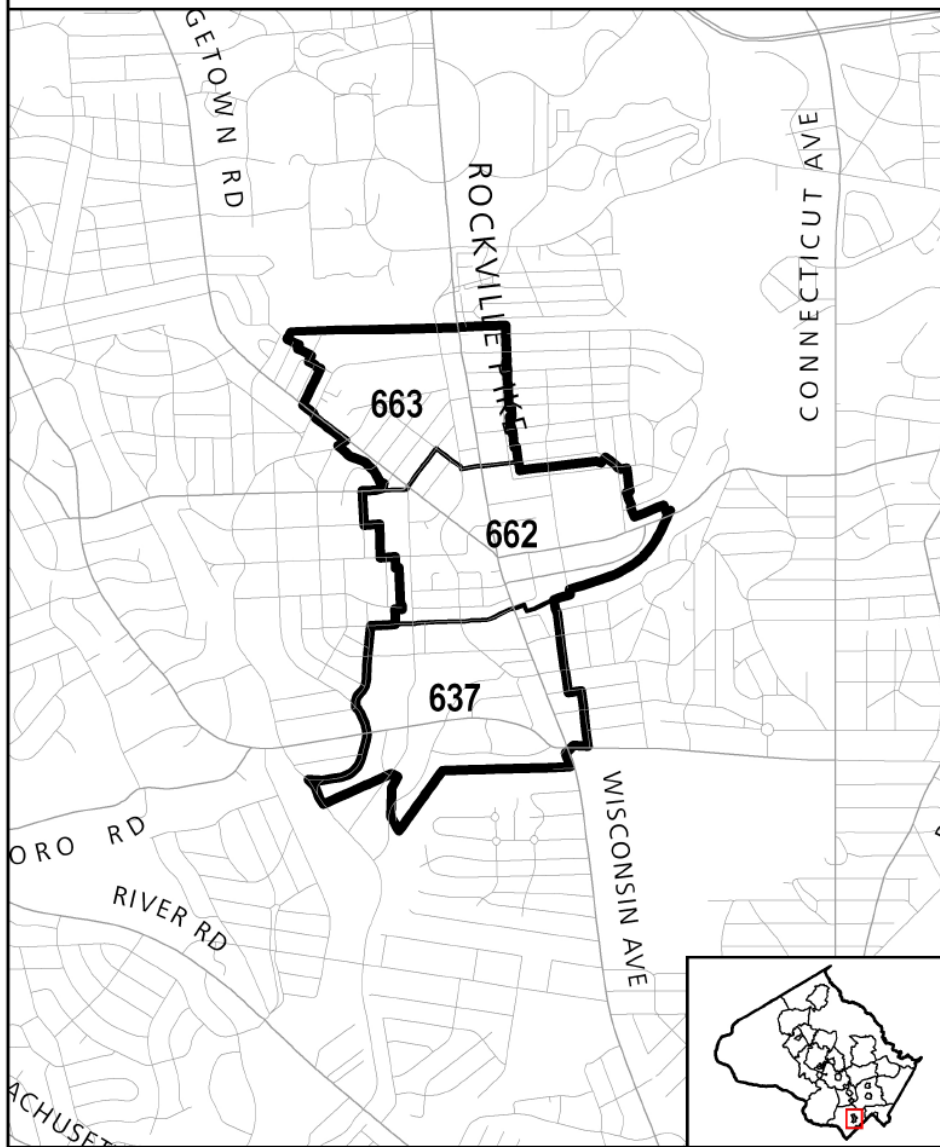 GETOWN RD
ROCKVILLE PIKE
CONNECTICUT AVE
663
662
637
WISCONSIN AVE
ORO RD
RIVER RD
ACHUSET